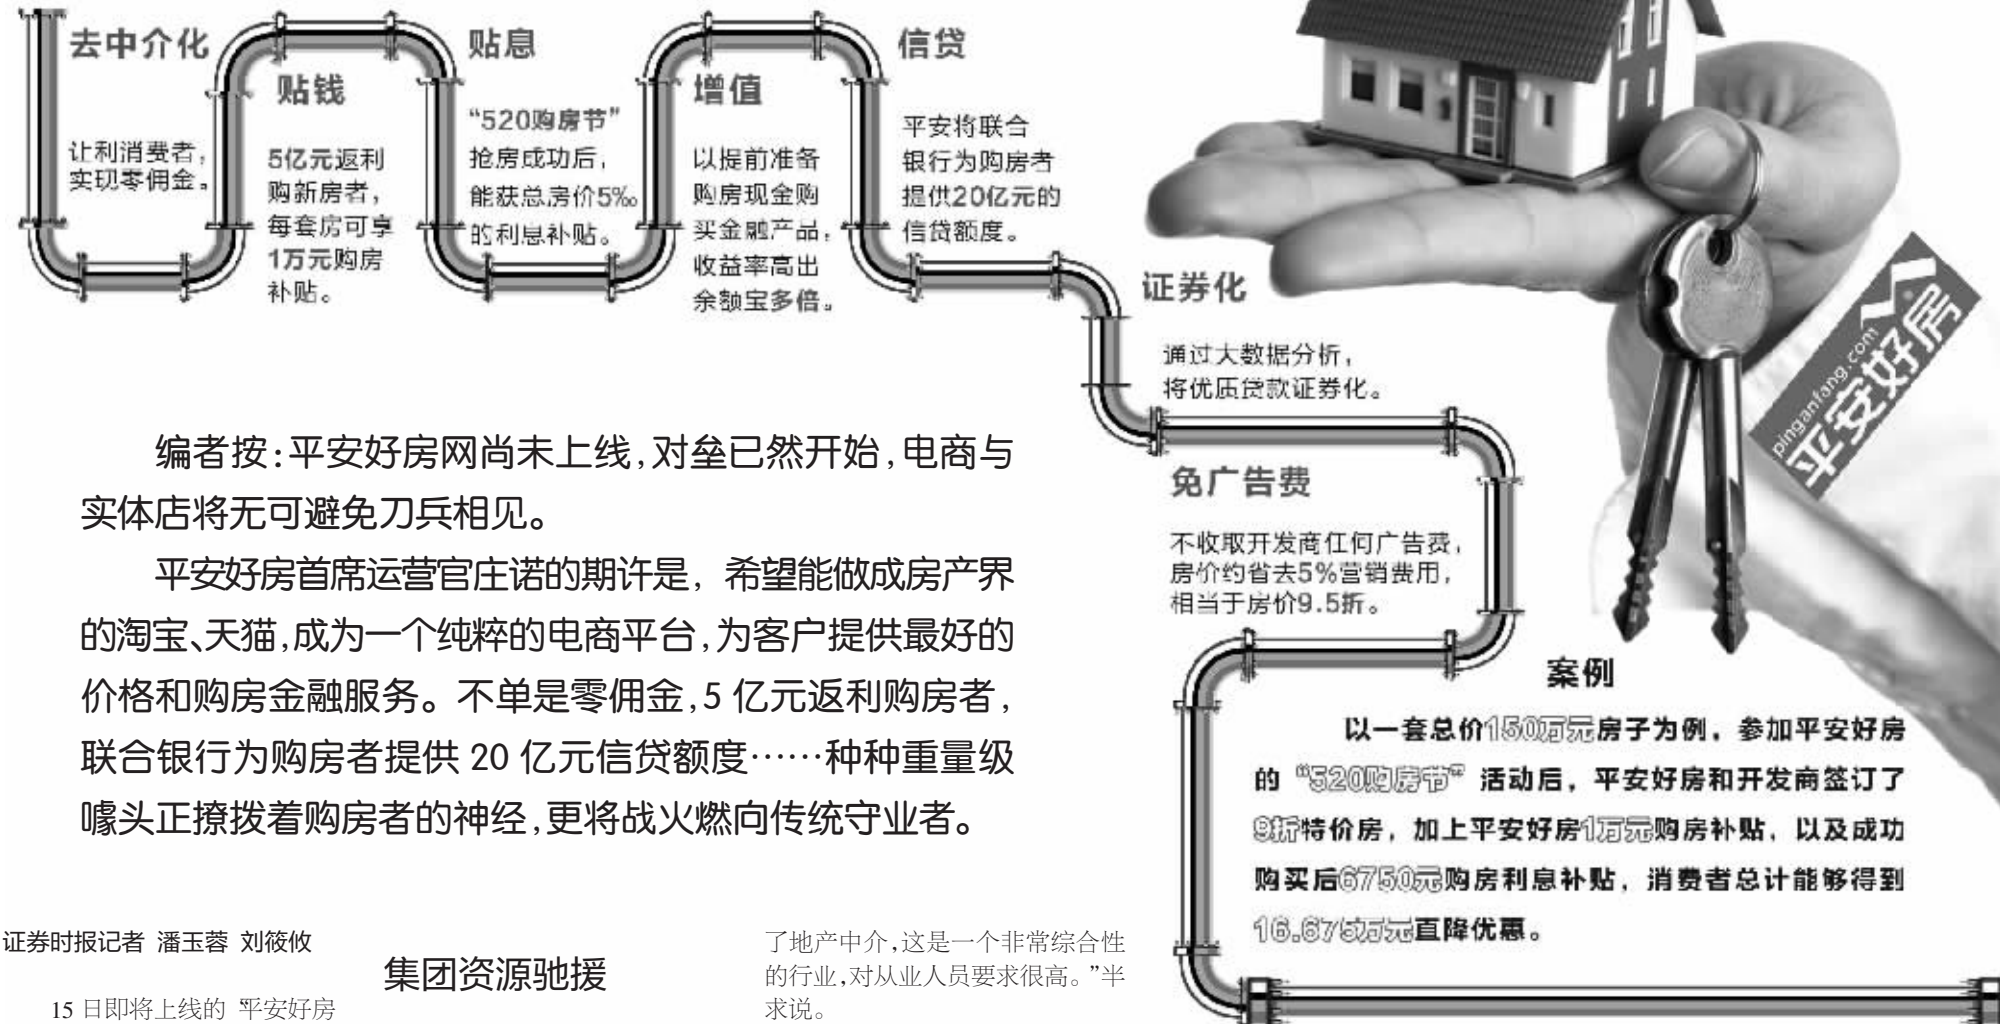 去中介化
让利消费者，
实现零佣金。
贴钱
5亿元返利
购新房者，
每套房可享
1万元购房
补贴。
贴息
“520购房节”
抢房成功后，
能获总房价5‰
的利息补贴。
增值
以提前准备
购房现金购
买金融产品，
收益率高出
余额宝多倍。
信贷
平安将联合
银行为购房者
提供20亿元的
信贷额度。
证券化
通过大数据分析，
将优质贷款证券化。
免广告费
不收取开发商任何广告费，
房价约省去5%营销费用，
相当于房价9.5折。
pinganfang.com
平安好房
案例
以一套总价150万元房子为例，参加平安好房
的“520购房节”活动后，平安好房和开发商签订了
9折特价房，加上平安好房1万元购房补贴，以及成功
购买后6750元购房利息补贴，消费者总计能够得到
16.675万元直降优惠。
编者按：平安好房网尚未上线，对垒已然开始，电商与
实体店将无可避免刀兵相见。
平安好房首席运营官庄诺的期许是，希望能做成房产界
的淘宝、天猫，成为一个纯粹的电商平台，为客户提供最好的
价格和购房金融服务。不单是零佣金，5 亿元返利购房者，
联合银行为购房者提供 20 亿元信贷额度……种种重量级
噱头正撩拨着购房者的神经，更将战火燃向传统守业者。
证券时报记者 潘玉蓉 刘筱攸
15 日即将上线的 平安好房
集团资源驰援
了地产中介，这是一个非常综合性
的行业，对从业人员要求很高。”半
求说。